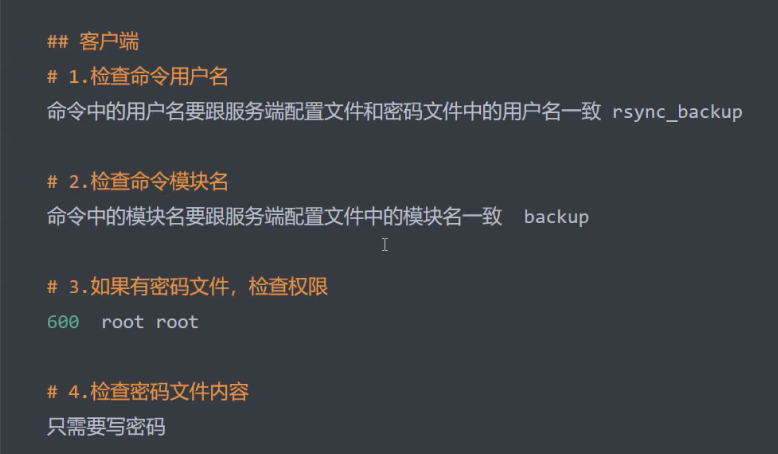 ## 客户端
# 1.检查命令用户名
命令中的用户名要跟服务端配置文件和密码文件中的用户名一致 rsync_backup
# 2.检查命令模块名
命令中的模块名要跟服务端配置文件中的模块名一致  backup
# 3.如果有密码文件，检查权限
600  root root
# 4.检查密码文件内容
只需要写密码